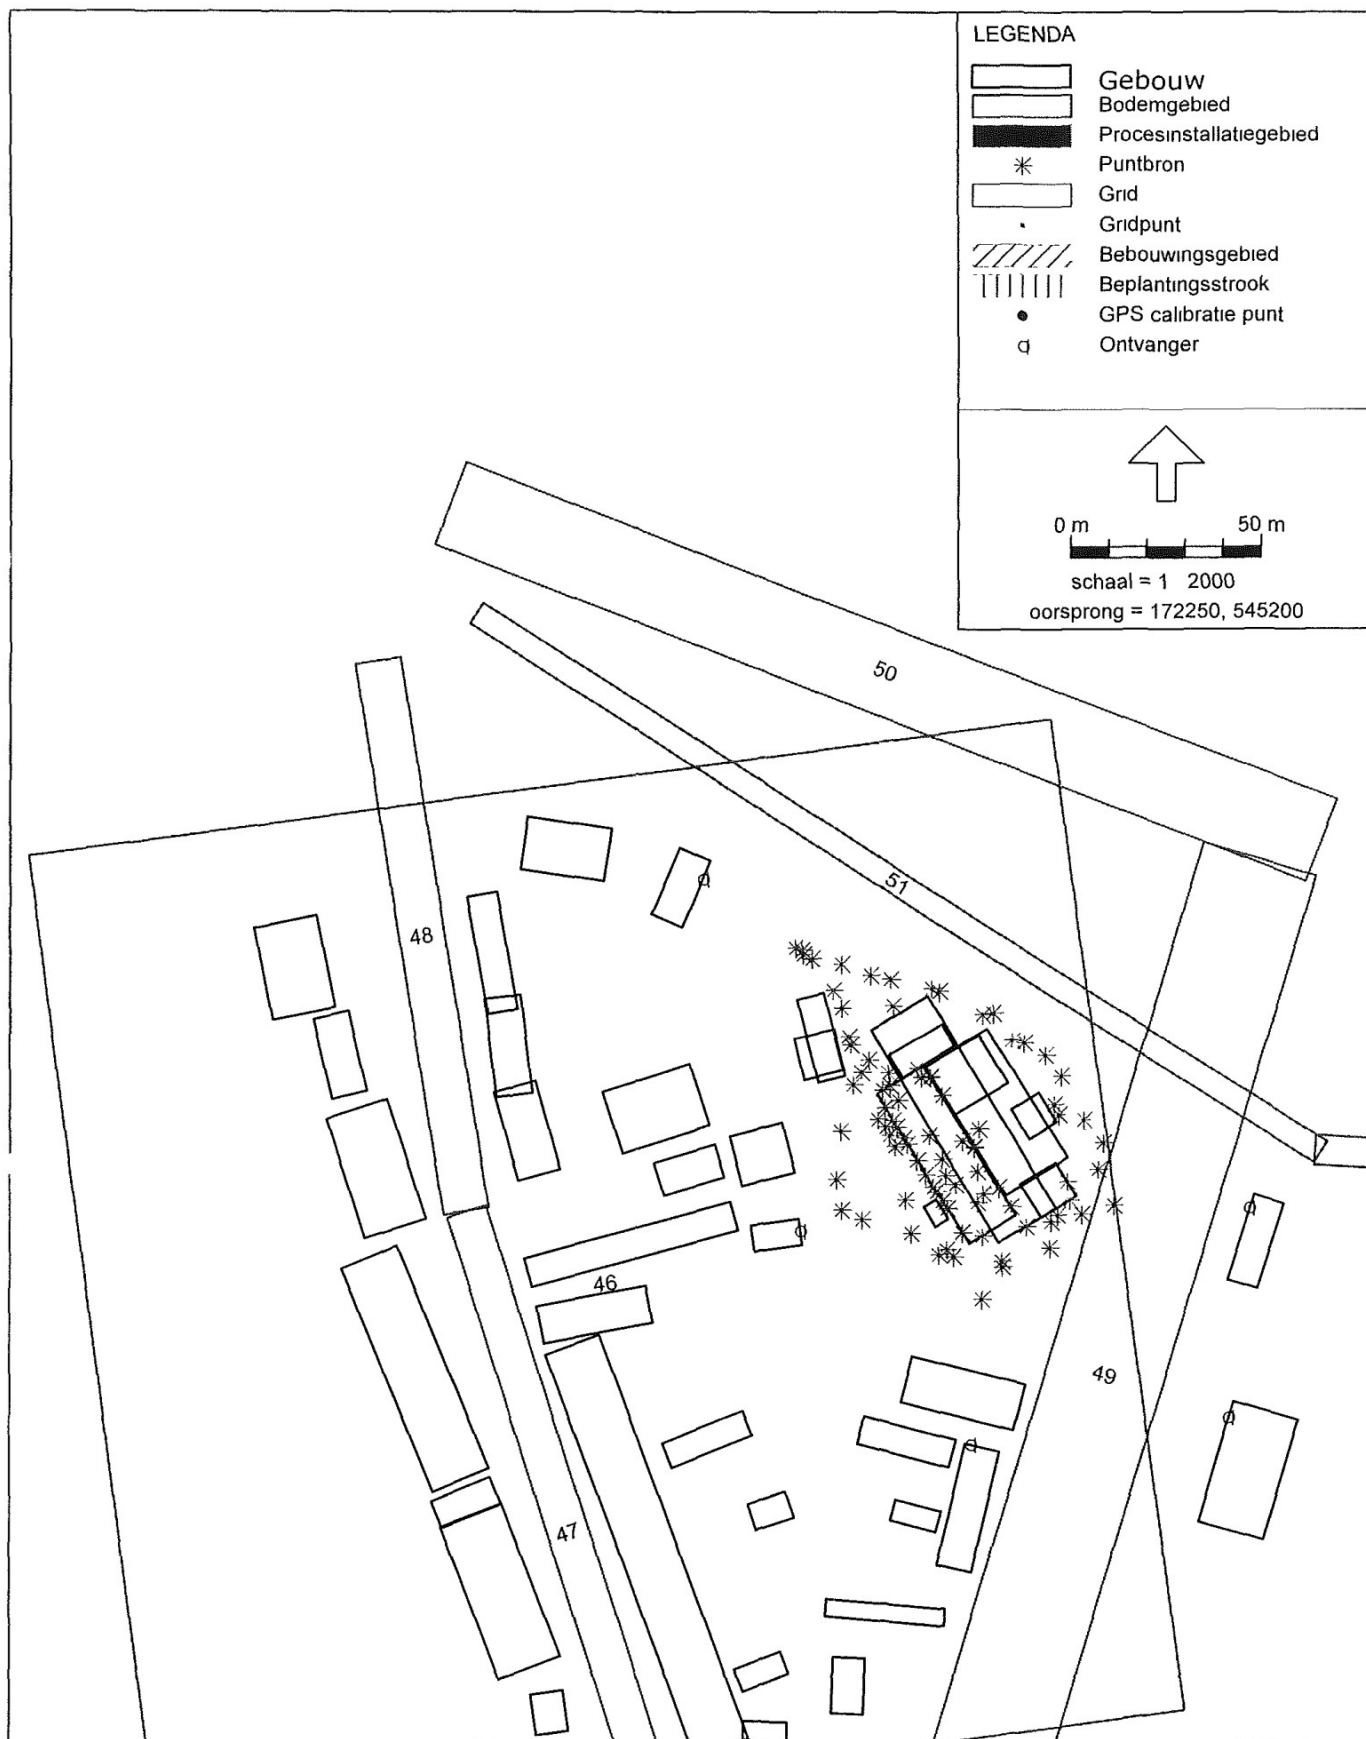 LEGENDA
Gebouw
Bodemgebied
Procesinstallatiegebied
Puntbron
Grid
Gridpunt
Bebouwingsgebied
Beplantingsstrook
GPS calibratie punt
Ontvanger
0 m 50 m
schaal = 1 2000
oorsprong = 172250, 545200
50
51
48
46
49
47